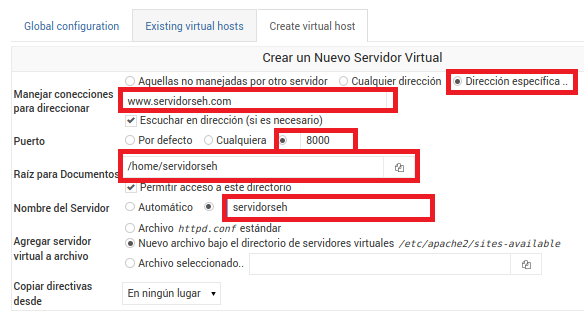 Global configuration Existing virtual hosts Create virtual host
Crear un Nuevo Servidor Virtual
Manejar conecciones para direccionar
Aquellas no manejadas por otro servidor Cualquier dirección Dirección específica ..
www.servidorseh.com
Escuchar en dirección (si es necesario)
Puerto Por defecto Cualquiera 8000
Raíz para Documentos /home/servidorseh
Permitir acceso a este directorio
Nombre del Servidor Automático servidorseh
Agregar servidor virtual a archivo
Archivo httpd.conf estándar
Nuevo archivo bajo el directorio de servidores virtuales /etc/apache2/sites-available
Archivo seleccionado..
Copiar directivas desde
En ningún lugar